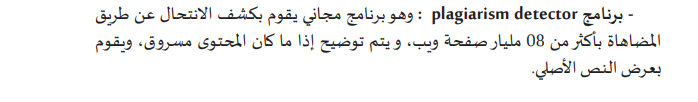 - برنامج plagiarism detector : وهو برنامج مجاني يقوم بكشف الانتحال عن طريق
المضاهاة بأكثر من 08 مليار صفحة ويب، و يتم توضيح إذا ما كان المحتوى مسروق، ويقوم
بعرض النص الأصلي.